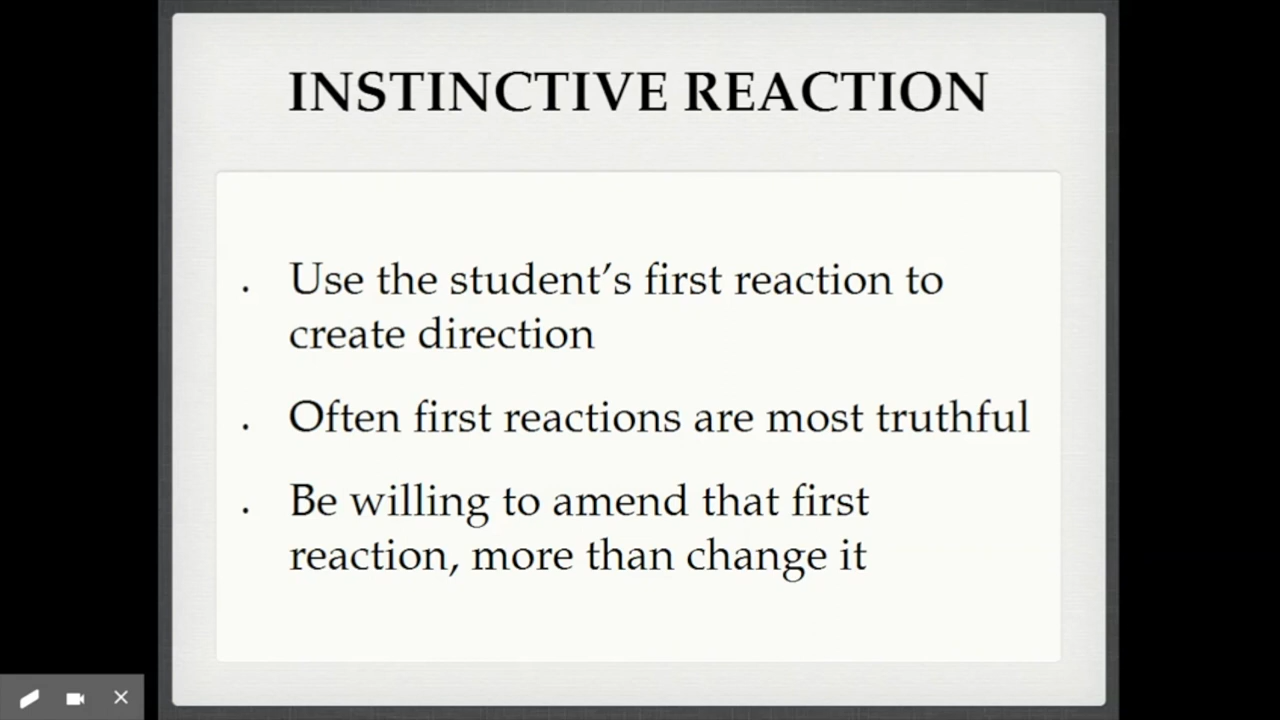 INSTINCTIVE REACTION
. Use the student’s first reaction to
create direction
. Often first reactions are most truthful
. Be willing to amend that first
reaction, more than change it